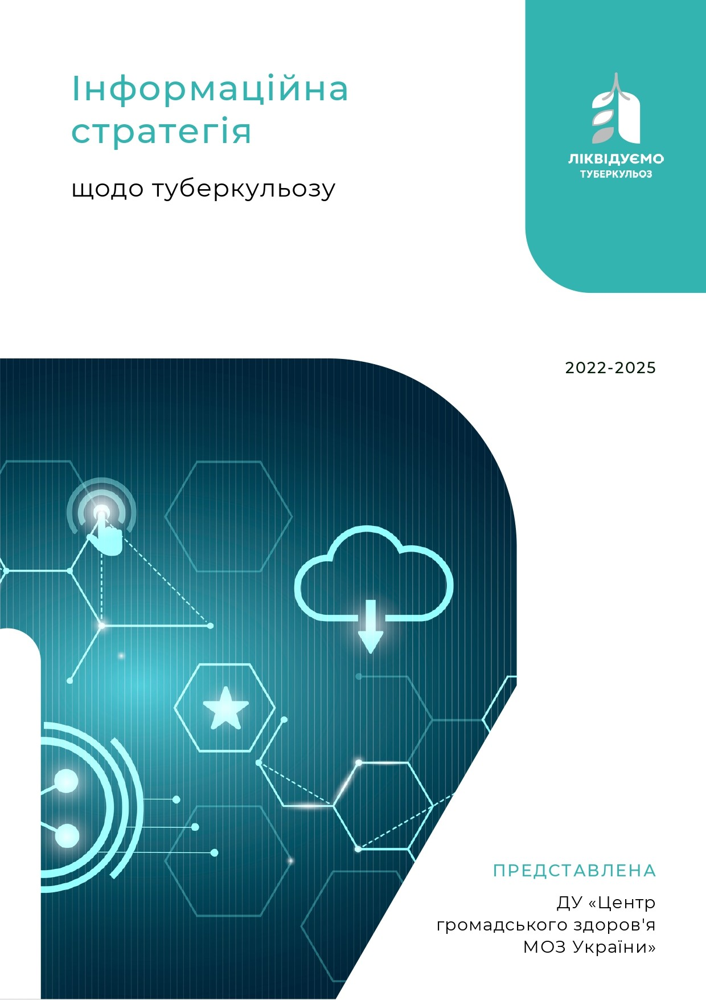 Інформаційна
стратегія
щодо туберкульозу
ЛІКВІДУЄМО
ТУБЕРКУЛЬОЗ
2022-2025
ПРЕДСТАВЛЕНА
ДУ «Центр
громадського здоров'я
МОЗ України»